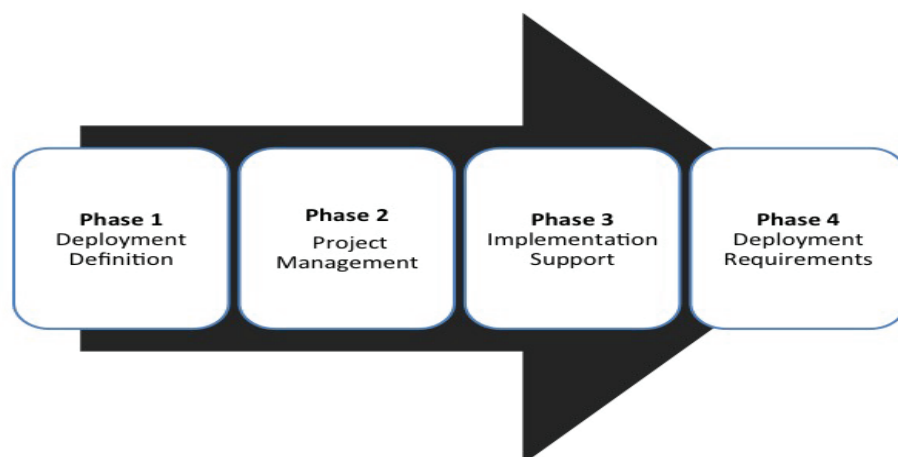 Phase 1
Deployment
Definition
Phase 2
Project
Management
Phase 3
Implementation
Support
Phase 4
Deployment
Requirements